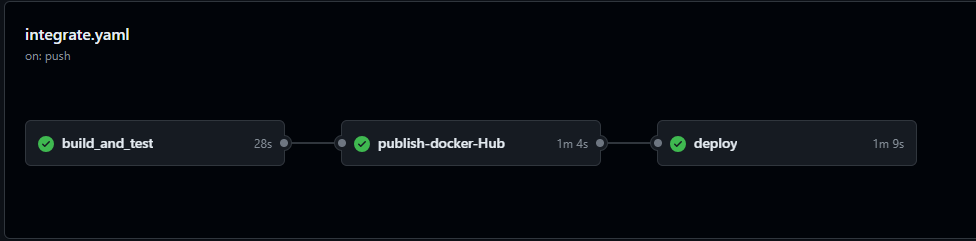 integrate.yaml
on: push
build_and_test 28s
publish-docker-Hub 1m 4s
deploy 1m 9s